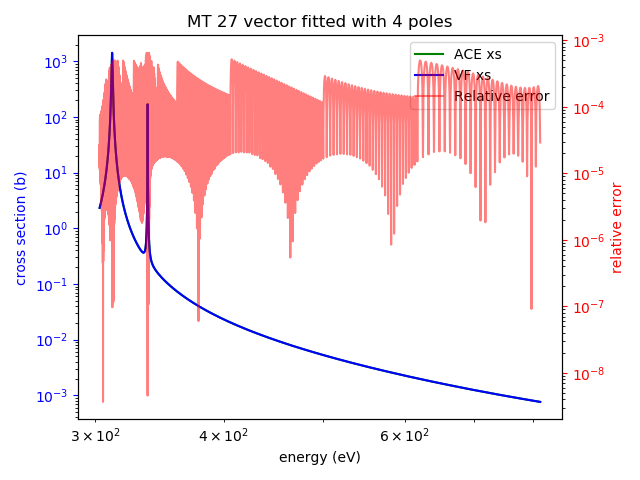 MT 27 vector fitted with 4 poles
ACE xs
VF xs
Relative error
cross section (b)
10³
10²
10¹
10⁰
10⁻¹
10⁻²
10⁻³
relative error
10⁻³
10⁻⁴
10⁻⁵
10⁻⁶
10⁻⁷
10⁻⁸
3 × 10²
4 × 10²
6 × 10²
energy (eV)